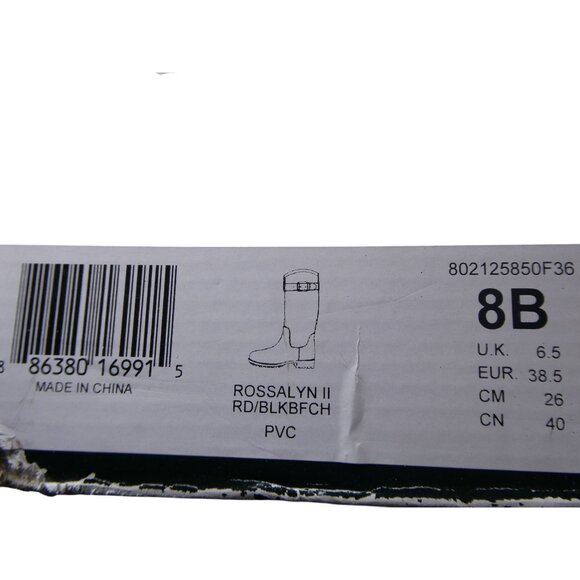 8 86380 16991 5
MADE IN CHINA
ROSSALYN II
RD/BLKBFCH
PVC
802125850F36
8B
U.K. 6.5
EUR. 38.5
CM 26
CN 40